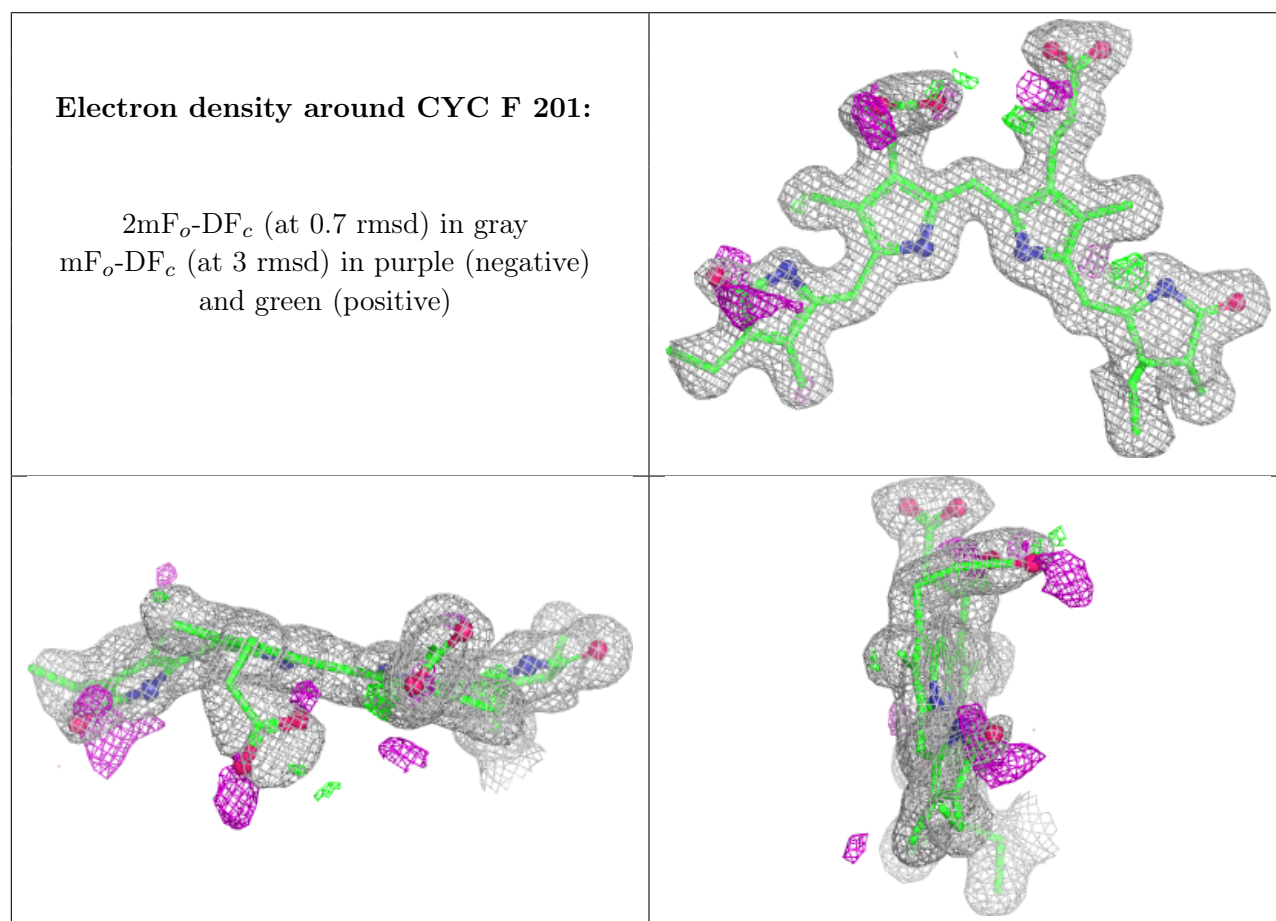 Electron density around CYC F 201:
2mFo-DFc (at 0.7 rmsd) in gray
mFo-DFc (at 3 rmsd) in purple (negative)
and green (positive)